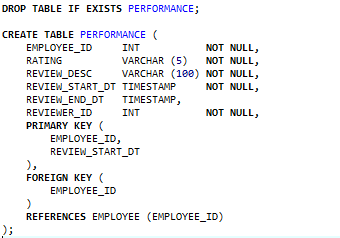 DROP TABLE IF EXISTS PERFORMANCE;
CREATE TABLE PERFORMANCE (
EMPLOYEE_ID INT NOT NULL,
RATING VARCHAR (5) NOT NULL,
REVIEW_DESC VARCHAR (100) NOT NULL,
REVIEW_START_DT TIMESTAMP NOT NULL,
REVIEW_END_DT TIMESTAMP,
REVIEWER_ID INT NOT NULL,
PRIMARY KEY (
EMPLOYEE_ID,
REVIEW_START_DT
),
FOREIGN KEY (
EMPLOYEE_ID
)
REFERENCES EMPLOYEE (EMPLOYEE_ID)
);